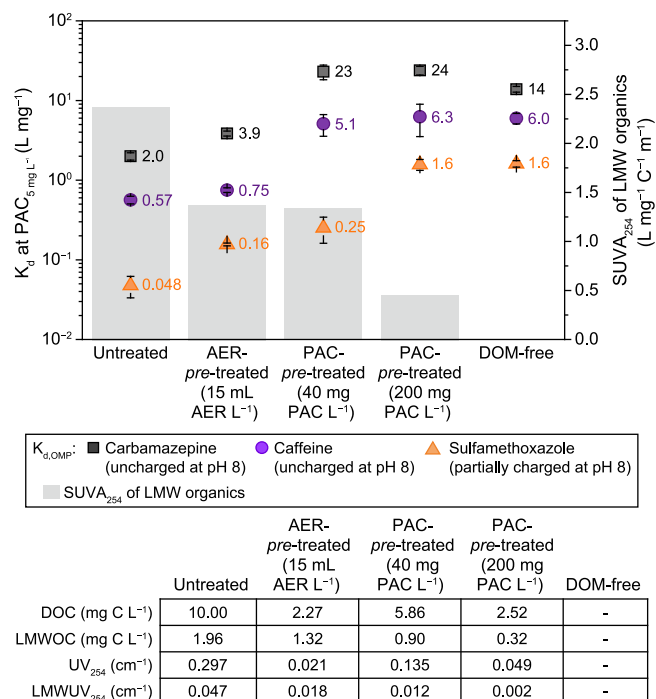 10²
10¹
10⁰
10⁻¹
10⁻²
K_d at PAC_5 mg L⁻¹ (L mg⁻¹)
2.0
0.57
0.048
3.9
0.75
0.16
23
5.1
0.25
24
6.3
1.6
14
6.0
1.6
3.0
2.5
2.0
1.5
1.0
0.5
0.0
SUVA₂₅₄ of LMW organics
(L mg⁻¹ C⁻¹ m⁻¹)
Untreated
AER-
pre-treated
(15 mL
AER L⁻¹)
PAC-
pre-treated
(40 mg
PAC L⁻¹)
PAC-
pre-treated
(200 mg
PAC L⁻¹)
DOM-free
K_d,OMP: Carbamazepine Caffeine Sulfamethoxazole
(uncharged at pH 8) (uncharged at pH 8) (partially charged at pH 8)
SUVA₂₅₄ of LMW organics
Untreated
AER-
pre-treated
(15 mL
AER L⁻¹)
PAC-
pre-treated
(40 mg
PAC L⁻¹)
PAC-
pre-treated
(200 mg
PAC L⁻¹)
DOM-free
DOC (mg C L⁻¹) 10.00 2.27 5.86 2.52 -
LMWOC (mg C L⁻¹) 1.96 1.32 0.90 0.32 -
UV₂₅₄ (cm⁻¹) 0.297 0.021 0.135 0.049 -
LMWUV₂₅₄ (cm⁻¹) 0.047 0.018 0.012 0.002 -